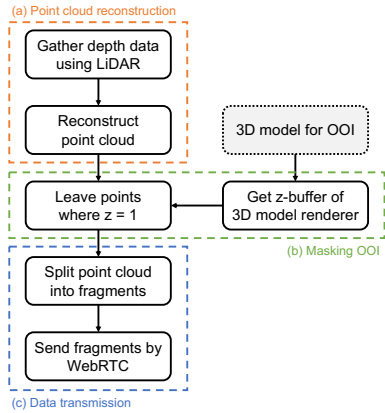 (a) Point cloud reconstruction
Gather depth data
using LiDAR
Reconstruct
point cloud
3D model for OOI
Leave points
where z = 1
Get z-buffer of
3D model renderer
(b) Masking OOI
Split point cloud
into fragments
Send fragments by
WebRTC
(c) Data transmission